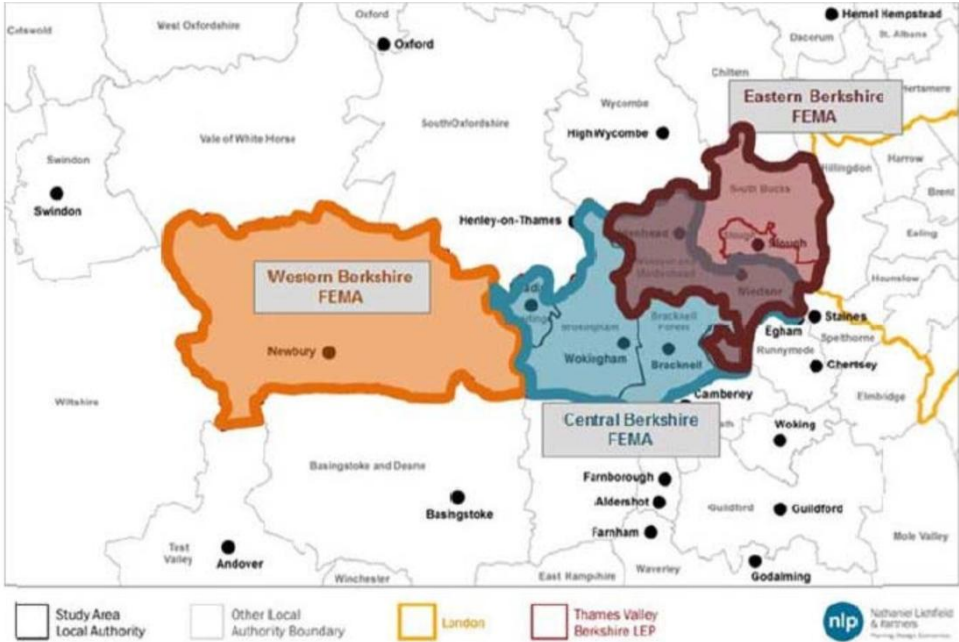 Cotswold
West Oxfordshire
Oxford
Oxford
Hemel Hempstead
Dacorum
St. Albans
Chiltern
Hertsmere
Eastern Berkshire
FEMA
Wycombe
High Wycombe
South Oxfordshire
Vale of White Horse
Swindon
Swindon
Hillingdon
Harrow
Brent
South Bucks
Ealing
Henley-on-Thames
Slough
Slough
Hounslow
Western Berkshire
FEMA
Windsor
Staines
Egham
Spelthorne
Runnymede
Newbury
Wokingham
Wokingham
Bracknell
Forest
Bracknell
Chertsey
Elmbridge
Wiltshire
Camberley
Central Berkshire
FEMA
Woking
Basingstoke and Deane
Farnborough
Basingstoke
Aldershot
Guildford
Guildford
Farnham
Mole Valley
Test
Valley
Andover
Winchester
East Hampshire
Waverley
Godalming
Study Area
Local Authority
Other Local
Authority Boundary
London
Thames Valley
Berkshire LEP
nlp
Nathaniel Lichfield
& Partners